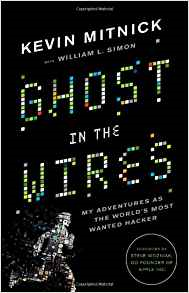 KEVIN MITNICK
WITH WILLIAM L. SIMON
GHOST
IN THE
WIRES
MY ADVENTURES AS
THE WORLD'S MOST
WANTED HACKER
FOREWORD BY
STEVE WOZNIAK,
CO-FOUNDER OF
APPLE INC.